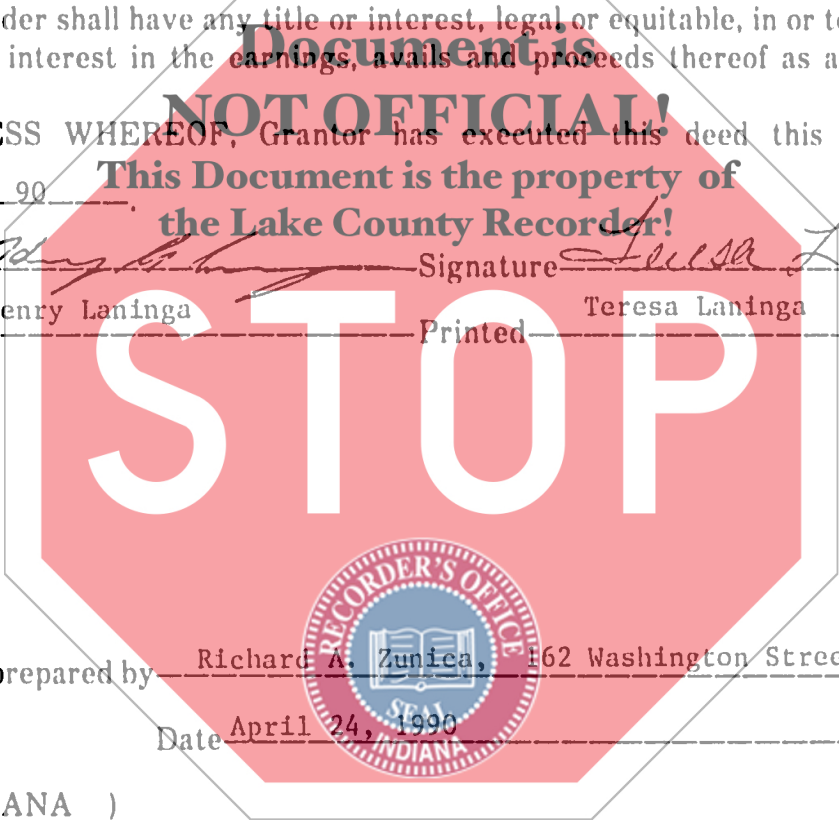 der shall have any title or interest, legal or equitable, in or to
Document is
interest in the earnings, avails and proceeds thereof as a
NOT OFFICIAL!
SS WHEREOF, Grantor has executed this deed this
This Document is the property of
90
the Lake County Recorder!
Signature Teresa L
enry Laninga Teresa Laninga
Printed
STOP
RECORDER'S OFFICE
prepared by Richard A. Zunica, 162 Washington Stree
SEAL
Date April 24, 1990
INDIANA
ANA )